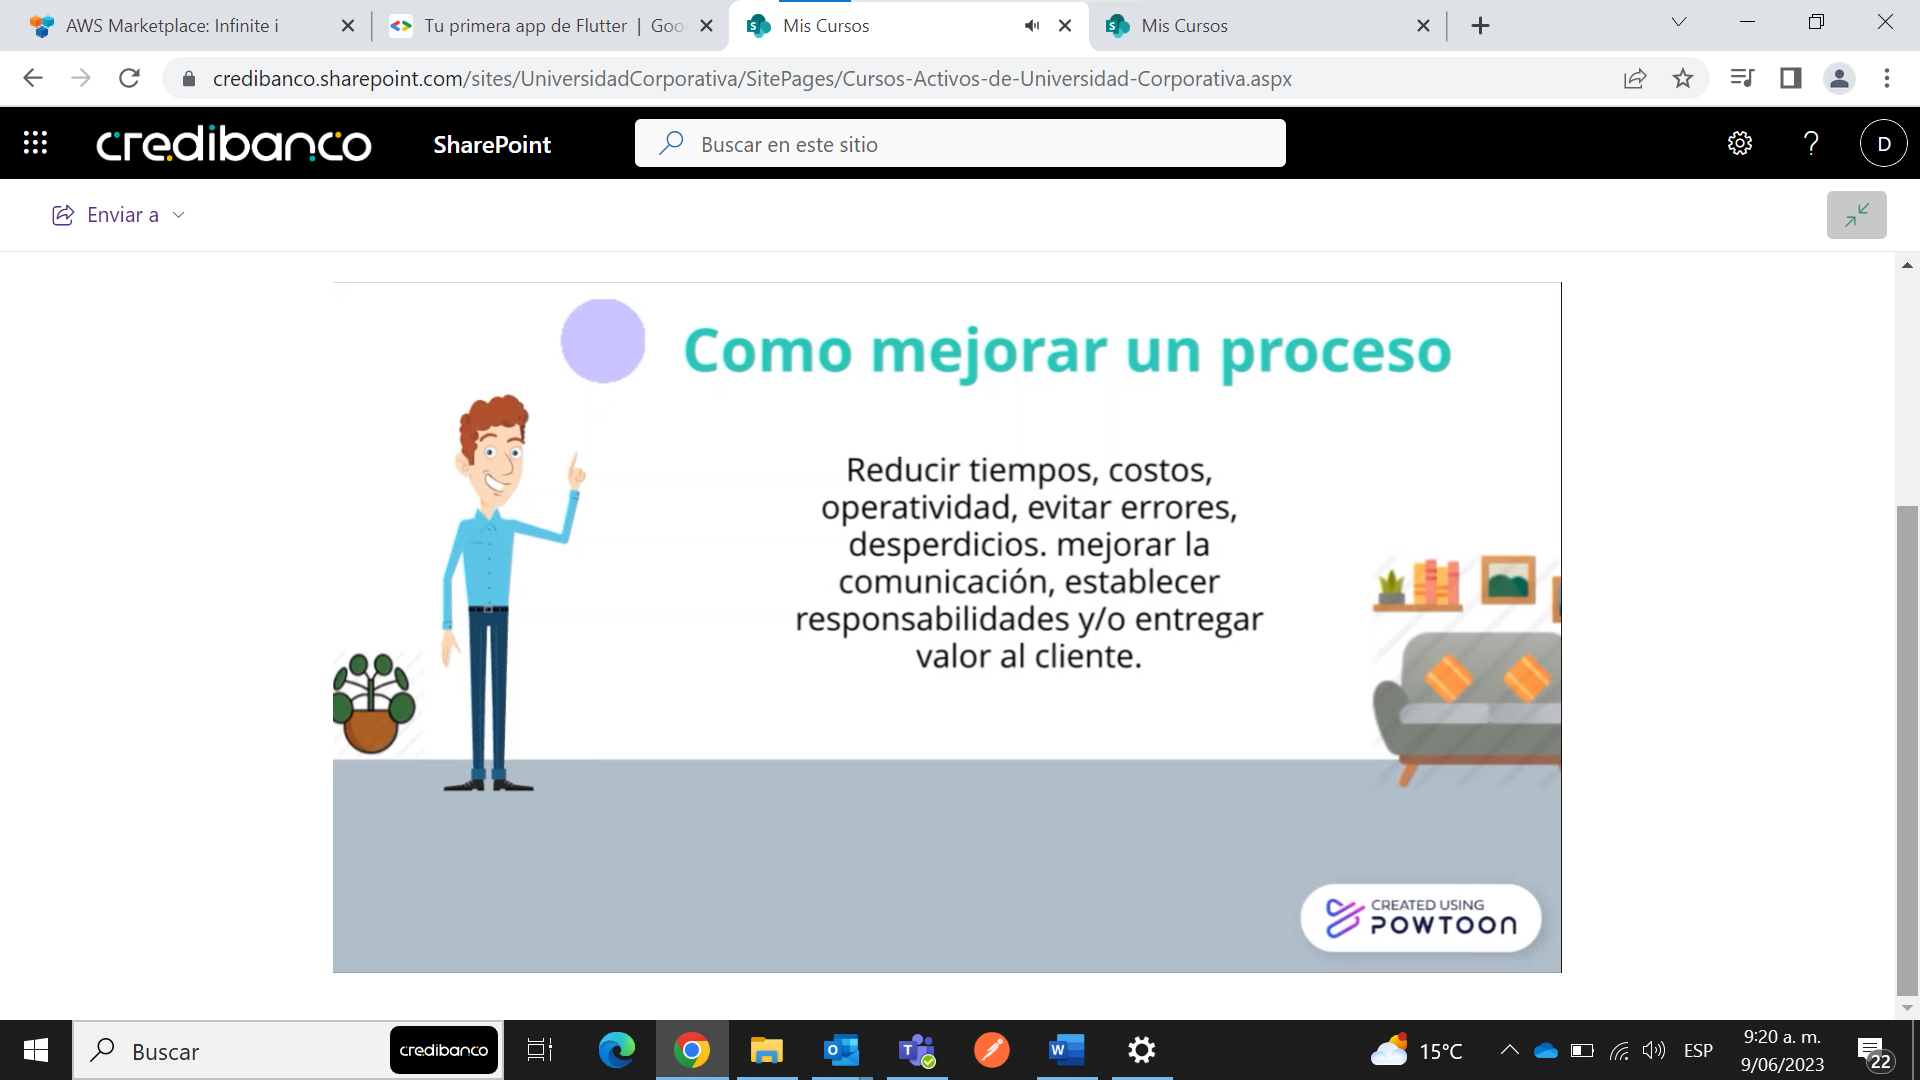 AWS Marketplace: Infinite i
Tu primera app de Flutter | Goo
Mis Cursos
Mis Cursos
credibanco.sharepoint.com/sites/UniversidadCorporativa/SitePages/Cursos-Activos-de-Universidad-Corporativa.aspx
credibanco
SharePoint
Buscar en este sitio
D
Enviar a
Como mejorar un proceso
Reducir tiempos, costos,
operatividad, evitar errores,
desperdicios. mejorar la
comunicación, establecer
responsabilidades y/o entregar
valor al cliente.
CREATED USING
POWTOON
Buscar
credibanco
15°C
ESP
9:20 a. m.
9/06/2023
22